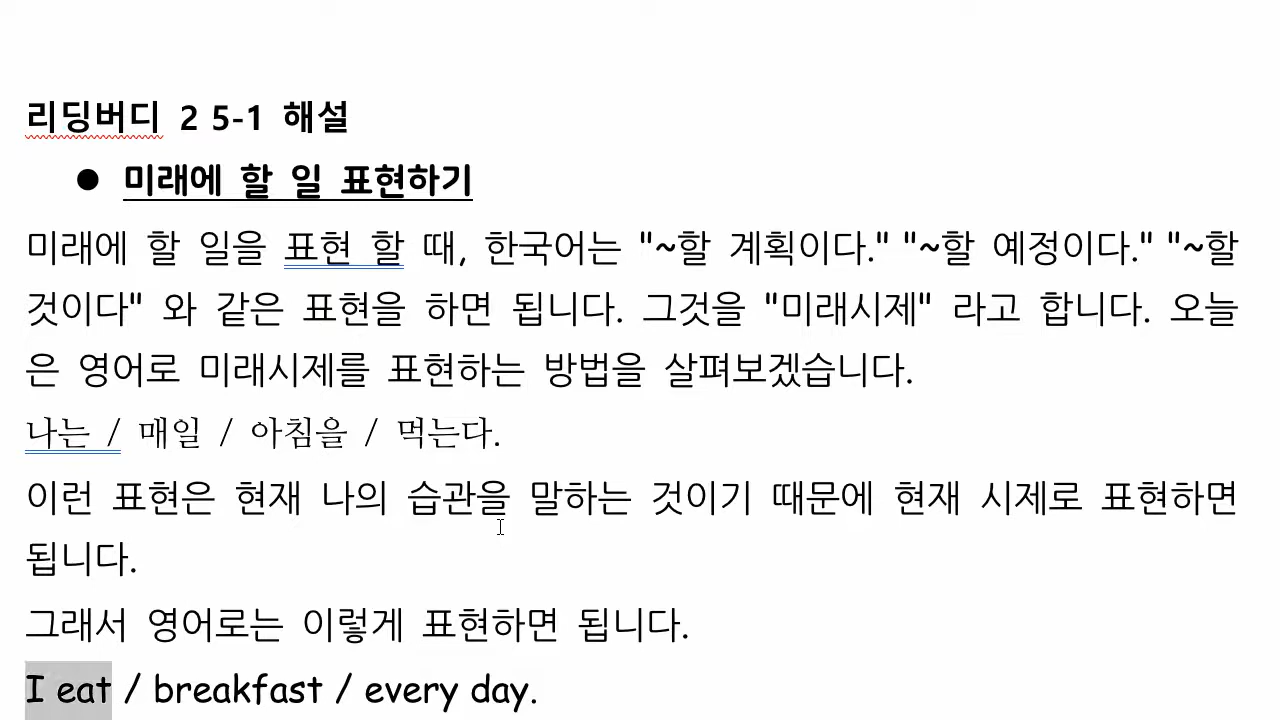 리딩버디 2 5-1 해설
● 미래에 할 일 표현하기
미래에 할 일을 표현 할 때, 한국어는 "~할 계획이다." "~할 예정이다." "~할
것이다" 와 같은 표현을 하면 됩니다. 그것을 "미래시제" 라고 합니다. 오늘
은 영어로 미래시제를 표현하는 방법을 살펴보겠습니다.
나는 / 매일 / 아침을 / 먹는다.
이런 표현은 현재 나의 습관을 말하는 것이기 때문에 현재 시제로 표현하면
됩니다.
그래서 영어로는 이렇게 표현하면 됩니다.
I eat / breakfast / every day.